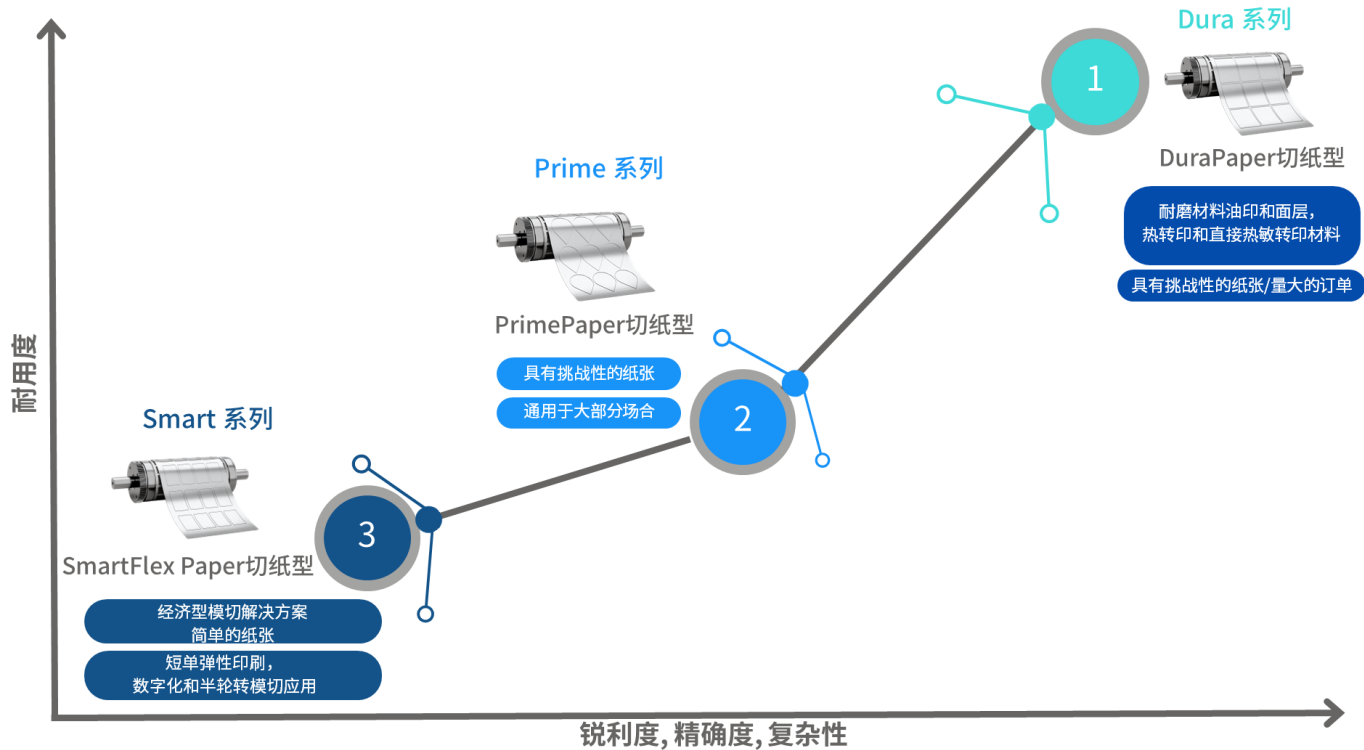 Dura 系列
1
DuraPaper切纸型
耐磨材料油印和面层，
热转印和直接热敏转印材料
具有挑战性的纸张/量大的订单
Prime 系列
PrimePaper切纸型
具有挑战性的纸张
通用于大部分场合
2
耐用度
Smart 系列
3
SmartFlex Paper切纸型
经济型模切解决方案
简单的纸张
短单弹性印刷，
数字化和半轮转模切应用
锐利度, 精确度, 复杂性